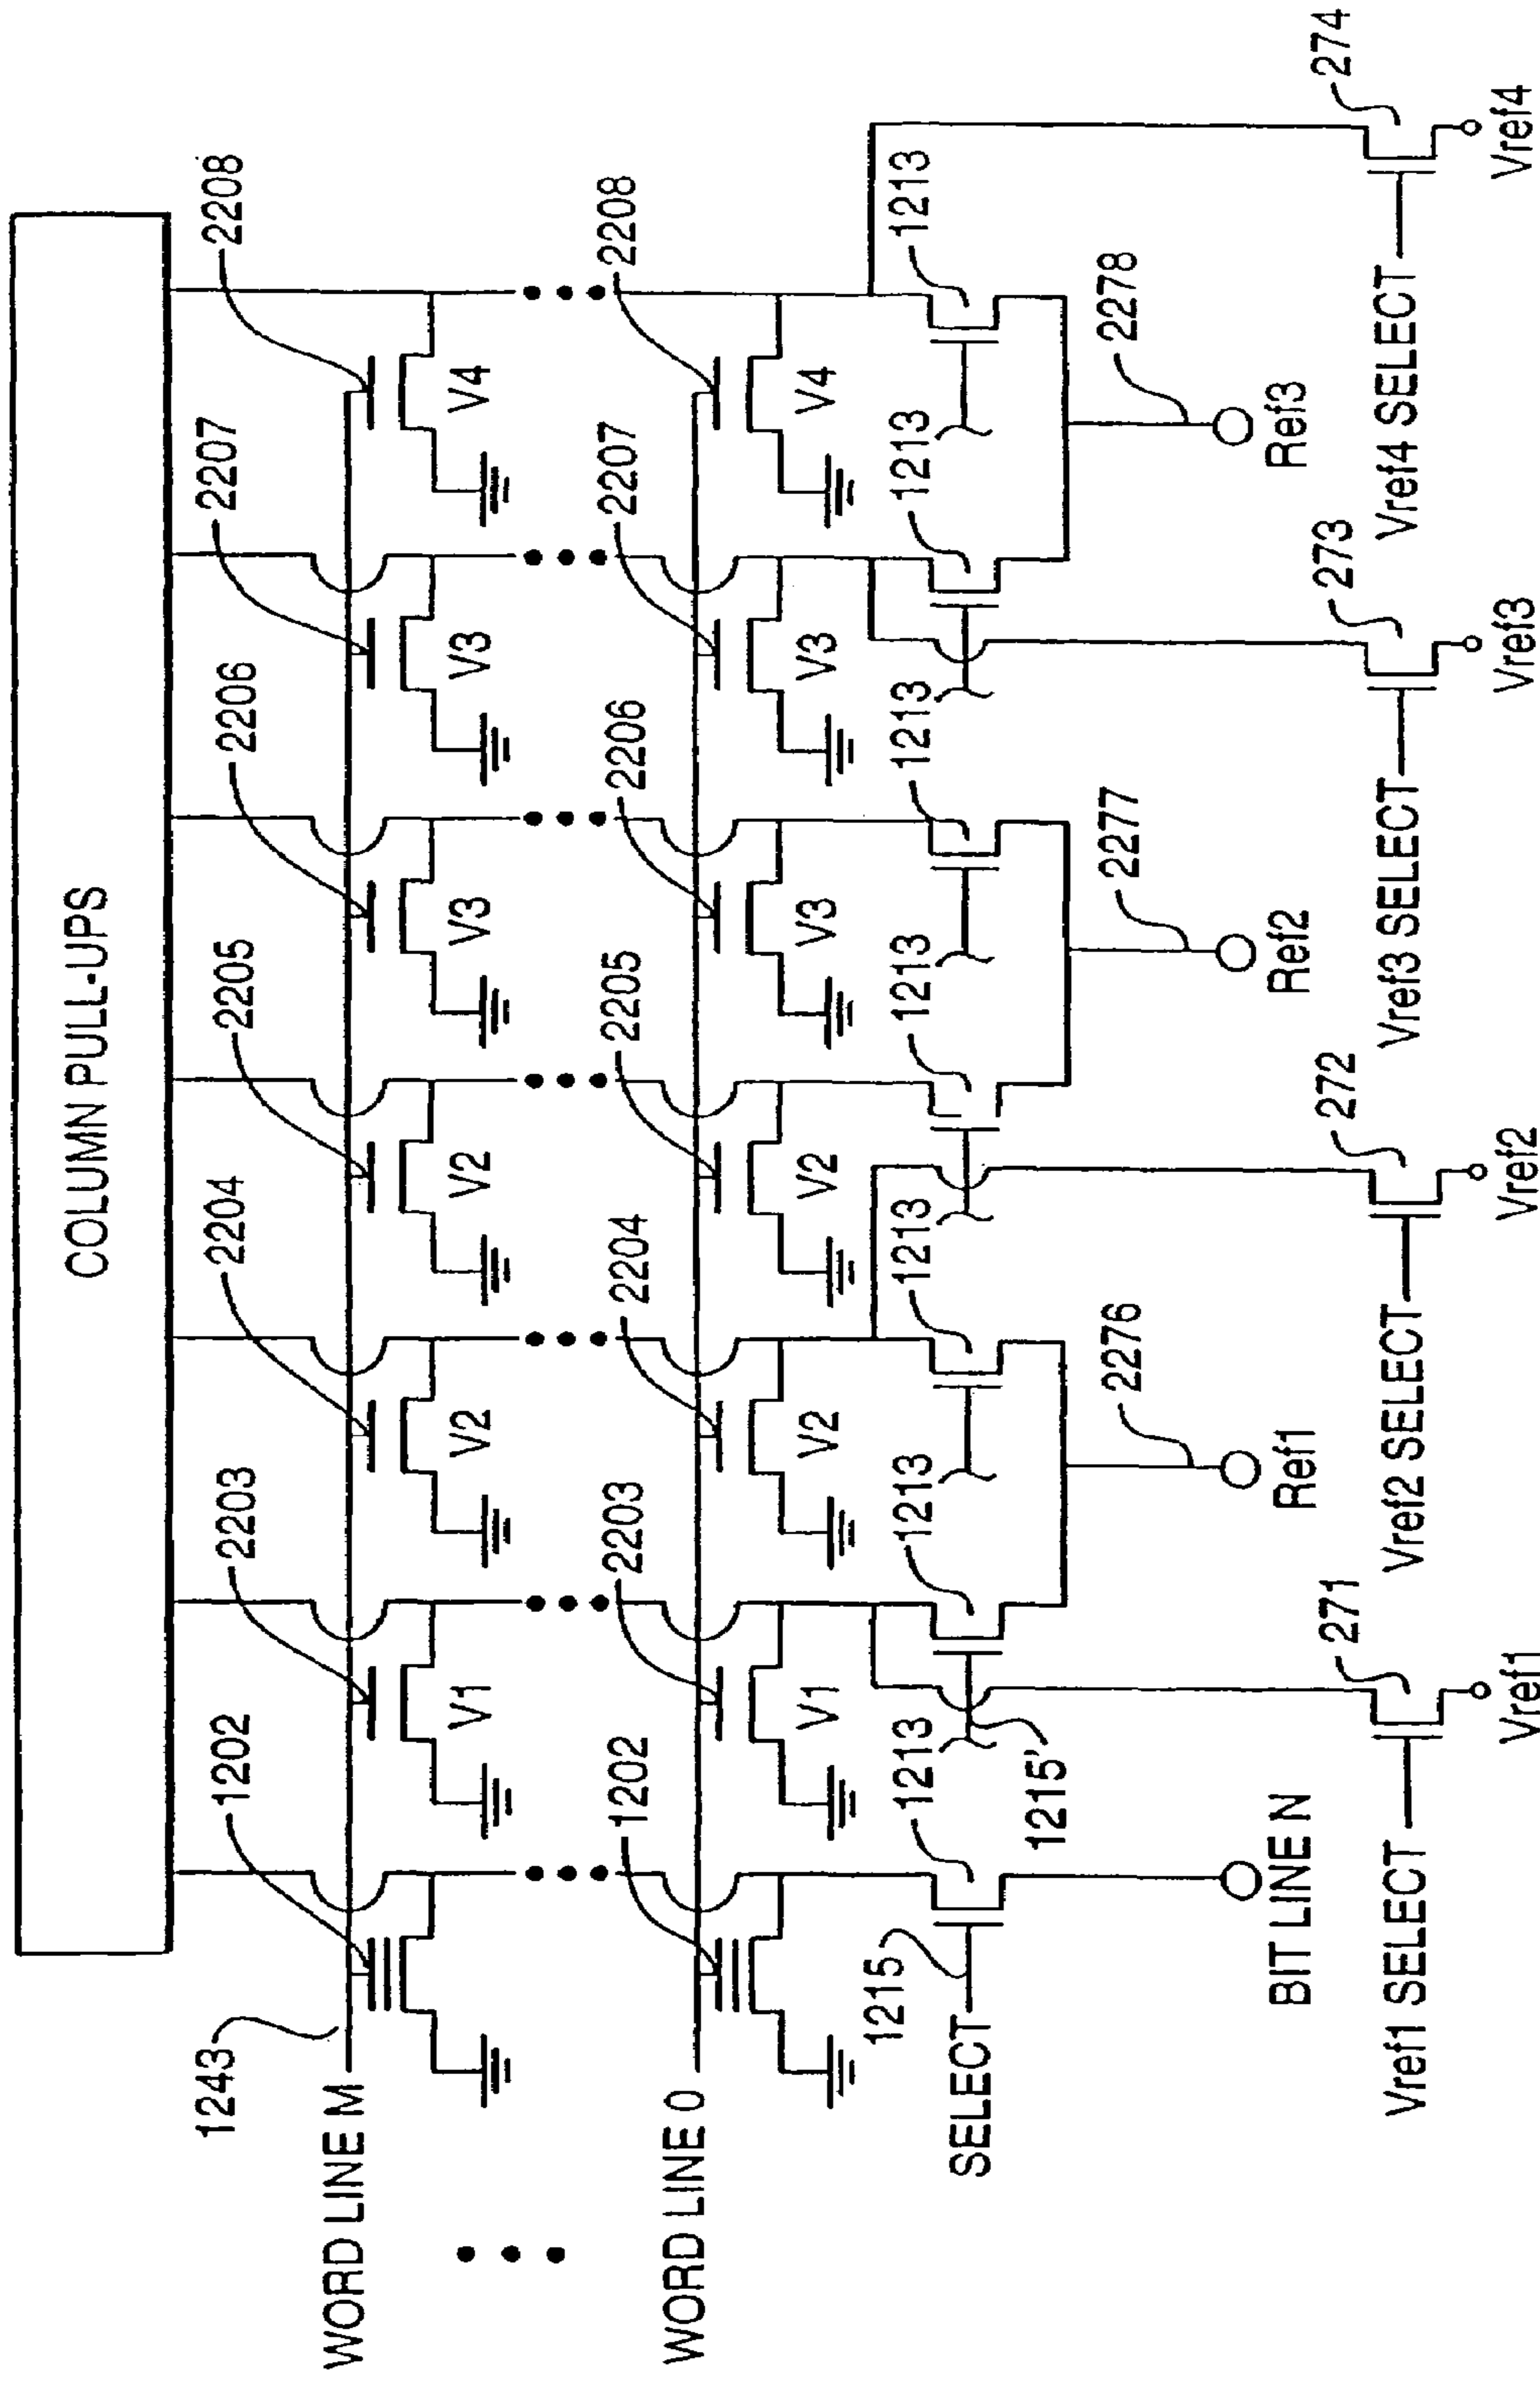 COLUMN PULL-UPS
1243 1202 2203 2204 2205 2206 2207 2208
WORD LINE M
V1 V2 V2 V3 V3 V4
1202 2203 2204 2205 2206 2207 2208
WORD LINE 0
V1 V2 V2 V3 V3 V4
1215 1213 1213 1213 1213 1213 1213 1213
SELECT
1215'
2276 2277 2278
BIT LINE N Ref1 Ref2 Ref3
271 272 273 274
Vref1 SELECT Vref2 SELECT Vref3 SELECT Vref4 SELECT
Vref1 Vref2 Vref3 Vref4